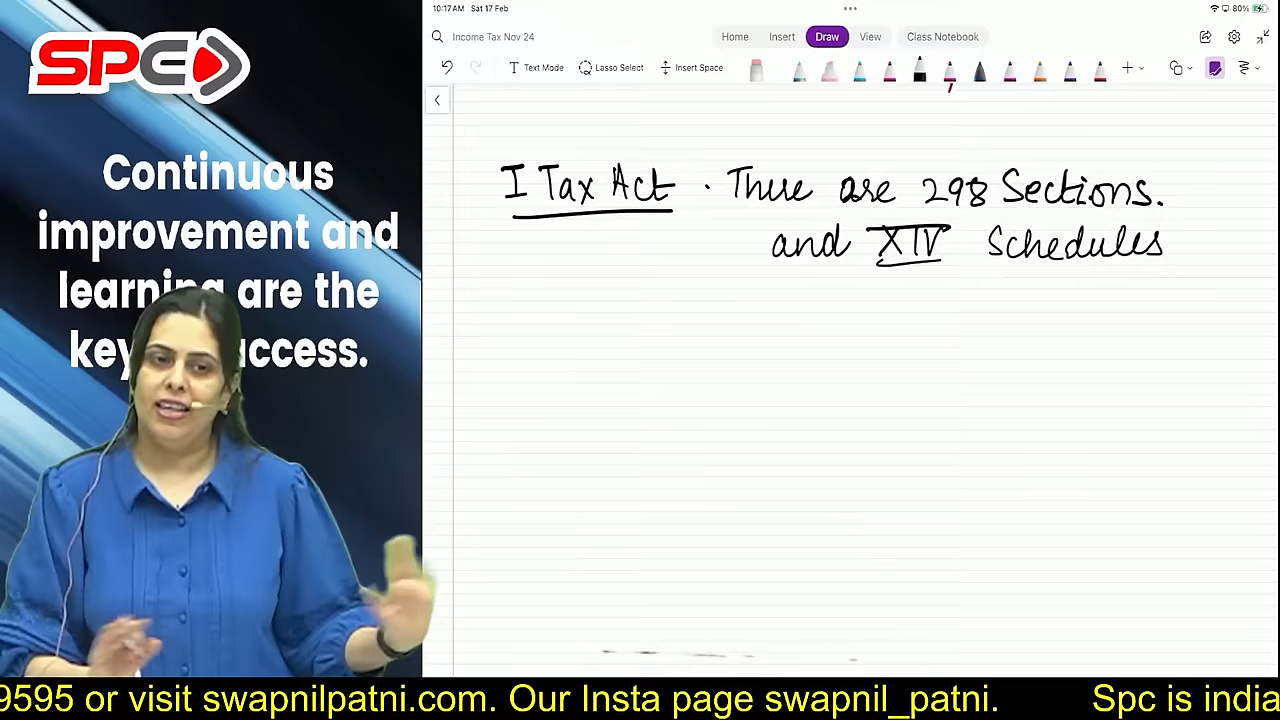 SPC
Continuous
improvement and
learning are the
key ccess.
10:17 AM Sat 17 Feb
80%
Income Tax Nov 24
Home Insert Draw View Class Notebook
Text Mode Lasso Select Insert Space
I Tax Act . There are 298 Sections.
and XIV Schedules
9595 or visit swapnilpatni.com. Our Insta page swapnil_patni. Spc is india